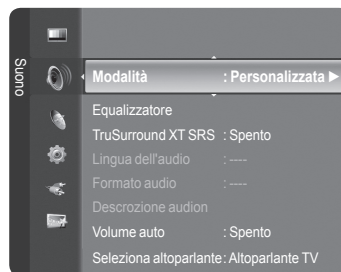 Suono
Modalità : Personalizzata ►
Equalizzatore
TruSurround XT SRS : Spento
Lingua dell'audio : ----
Formato audio : ----
Descrozione audion
Volume auto : Spento
Seleziona altoparlante : Altoparlante TV